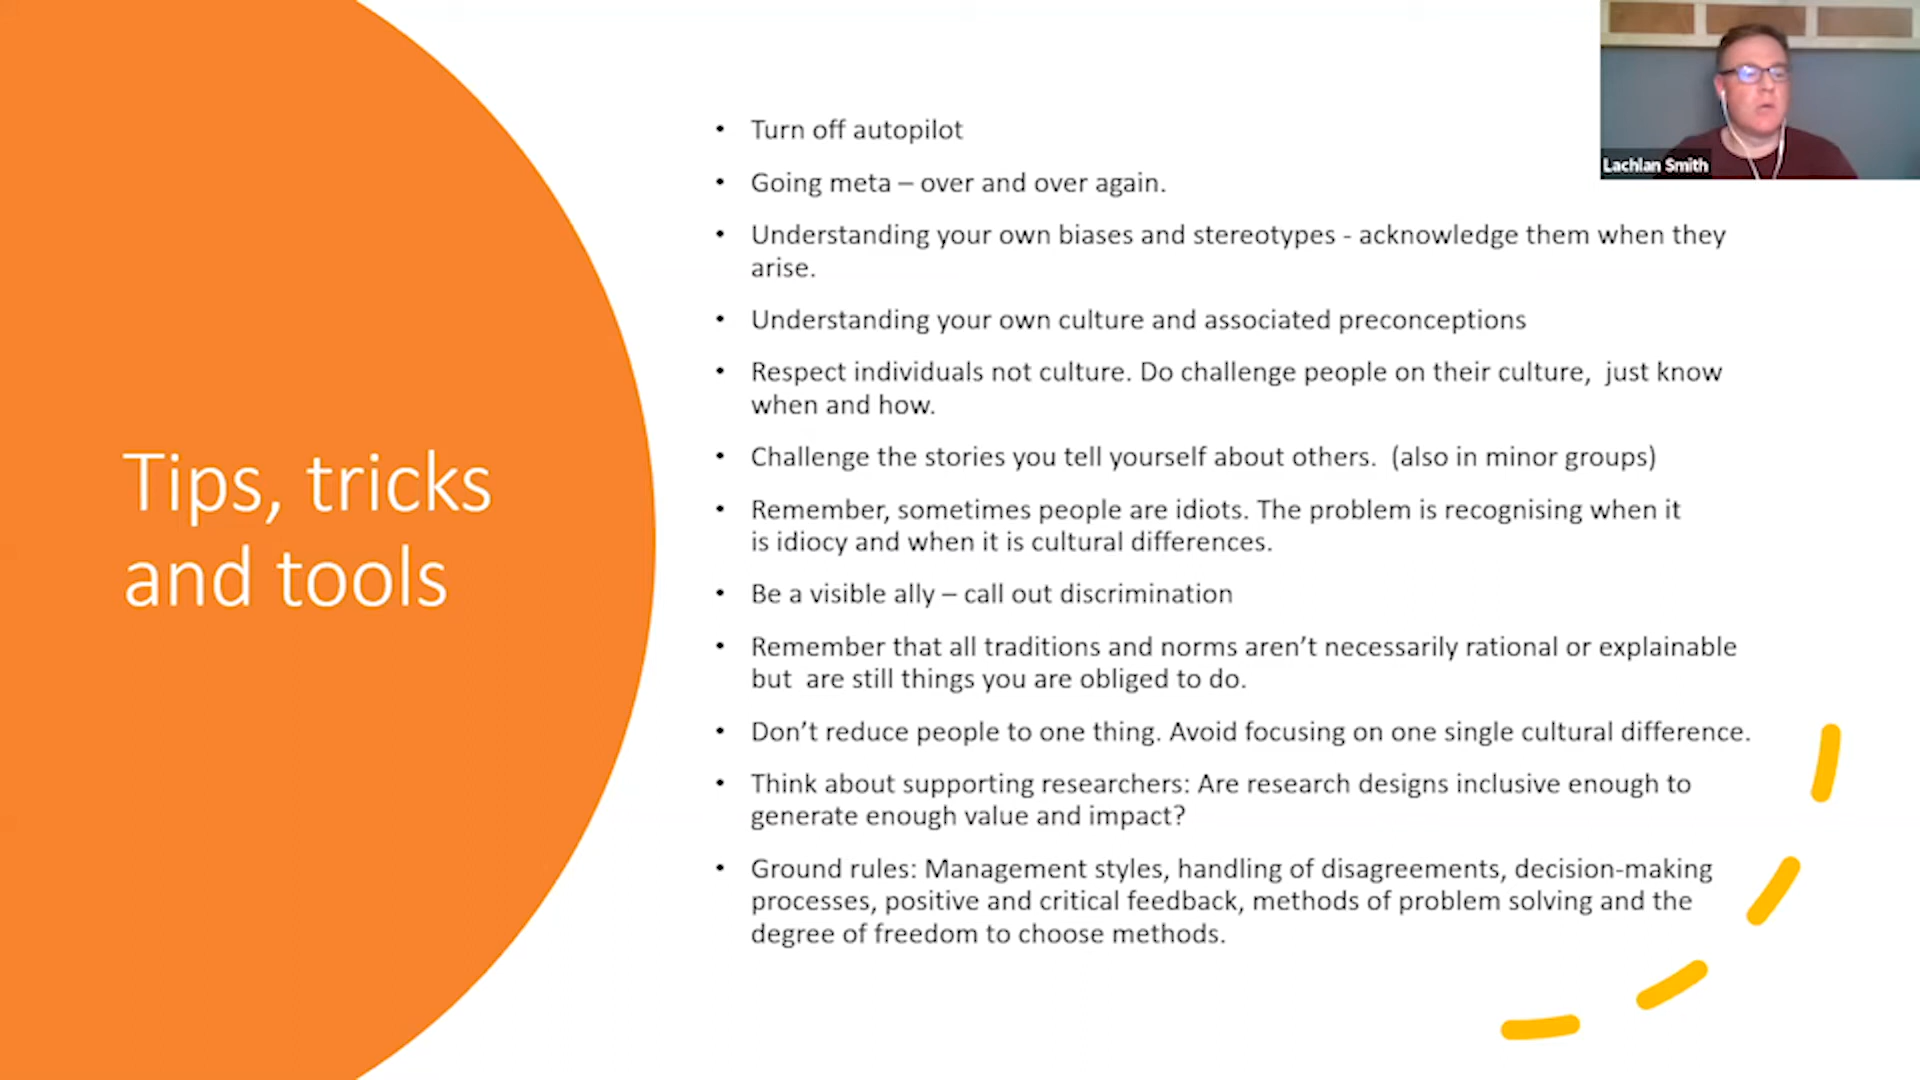 Tips, tricks
and tools
• Turn off autopilot
• Going meta – over and over again.
• Understanding your own biases and stereotypes - acknowledge them when they
arise.
• Understanding your own culture and associated preconceptions
• Respect individuals not culture. Do challenge people on their culture,  just know
when and how.
• Challenge the stories you tell yourself about others.  (also in minor groups)
• Remember, sometimes people are idiots. The problem is recognising when it
is idiocy and when it is cultural differences.
• Be a visible ally – call out discrimination
• Remember that all traditions and norms aren’t necessarily rational or explainable
but  are still things you are obliged to do.
• Don’t reduce people to one thing. Avoid focusing on one single cultural difference.
• Think about supporting researchers: Are research designs inclusive enough to
generate enough value and impact?
• Ground rules: Management styles, handling of disagreements, decision-making
processes, positive and critical feedback, methods of problem solving and the
degree of freedom to choose methods.
Lachlan Smith